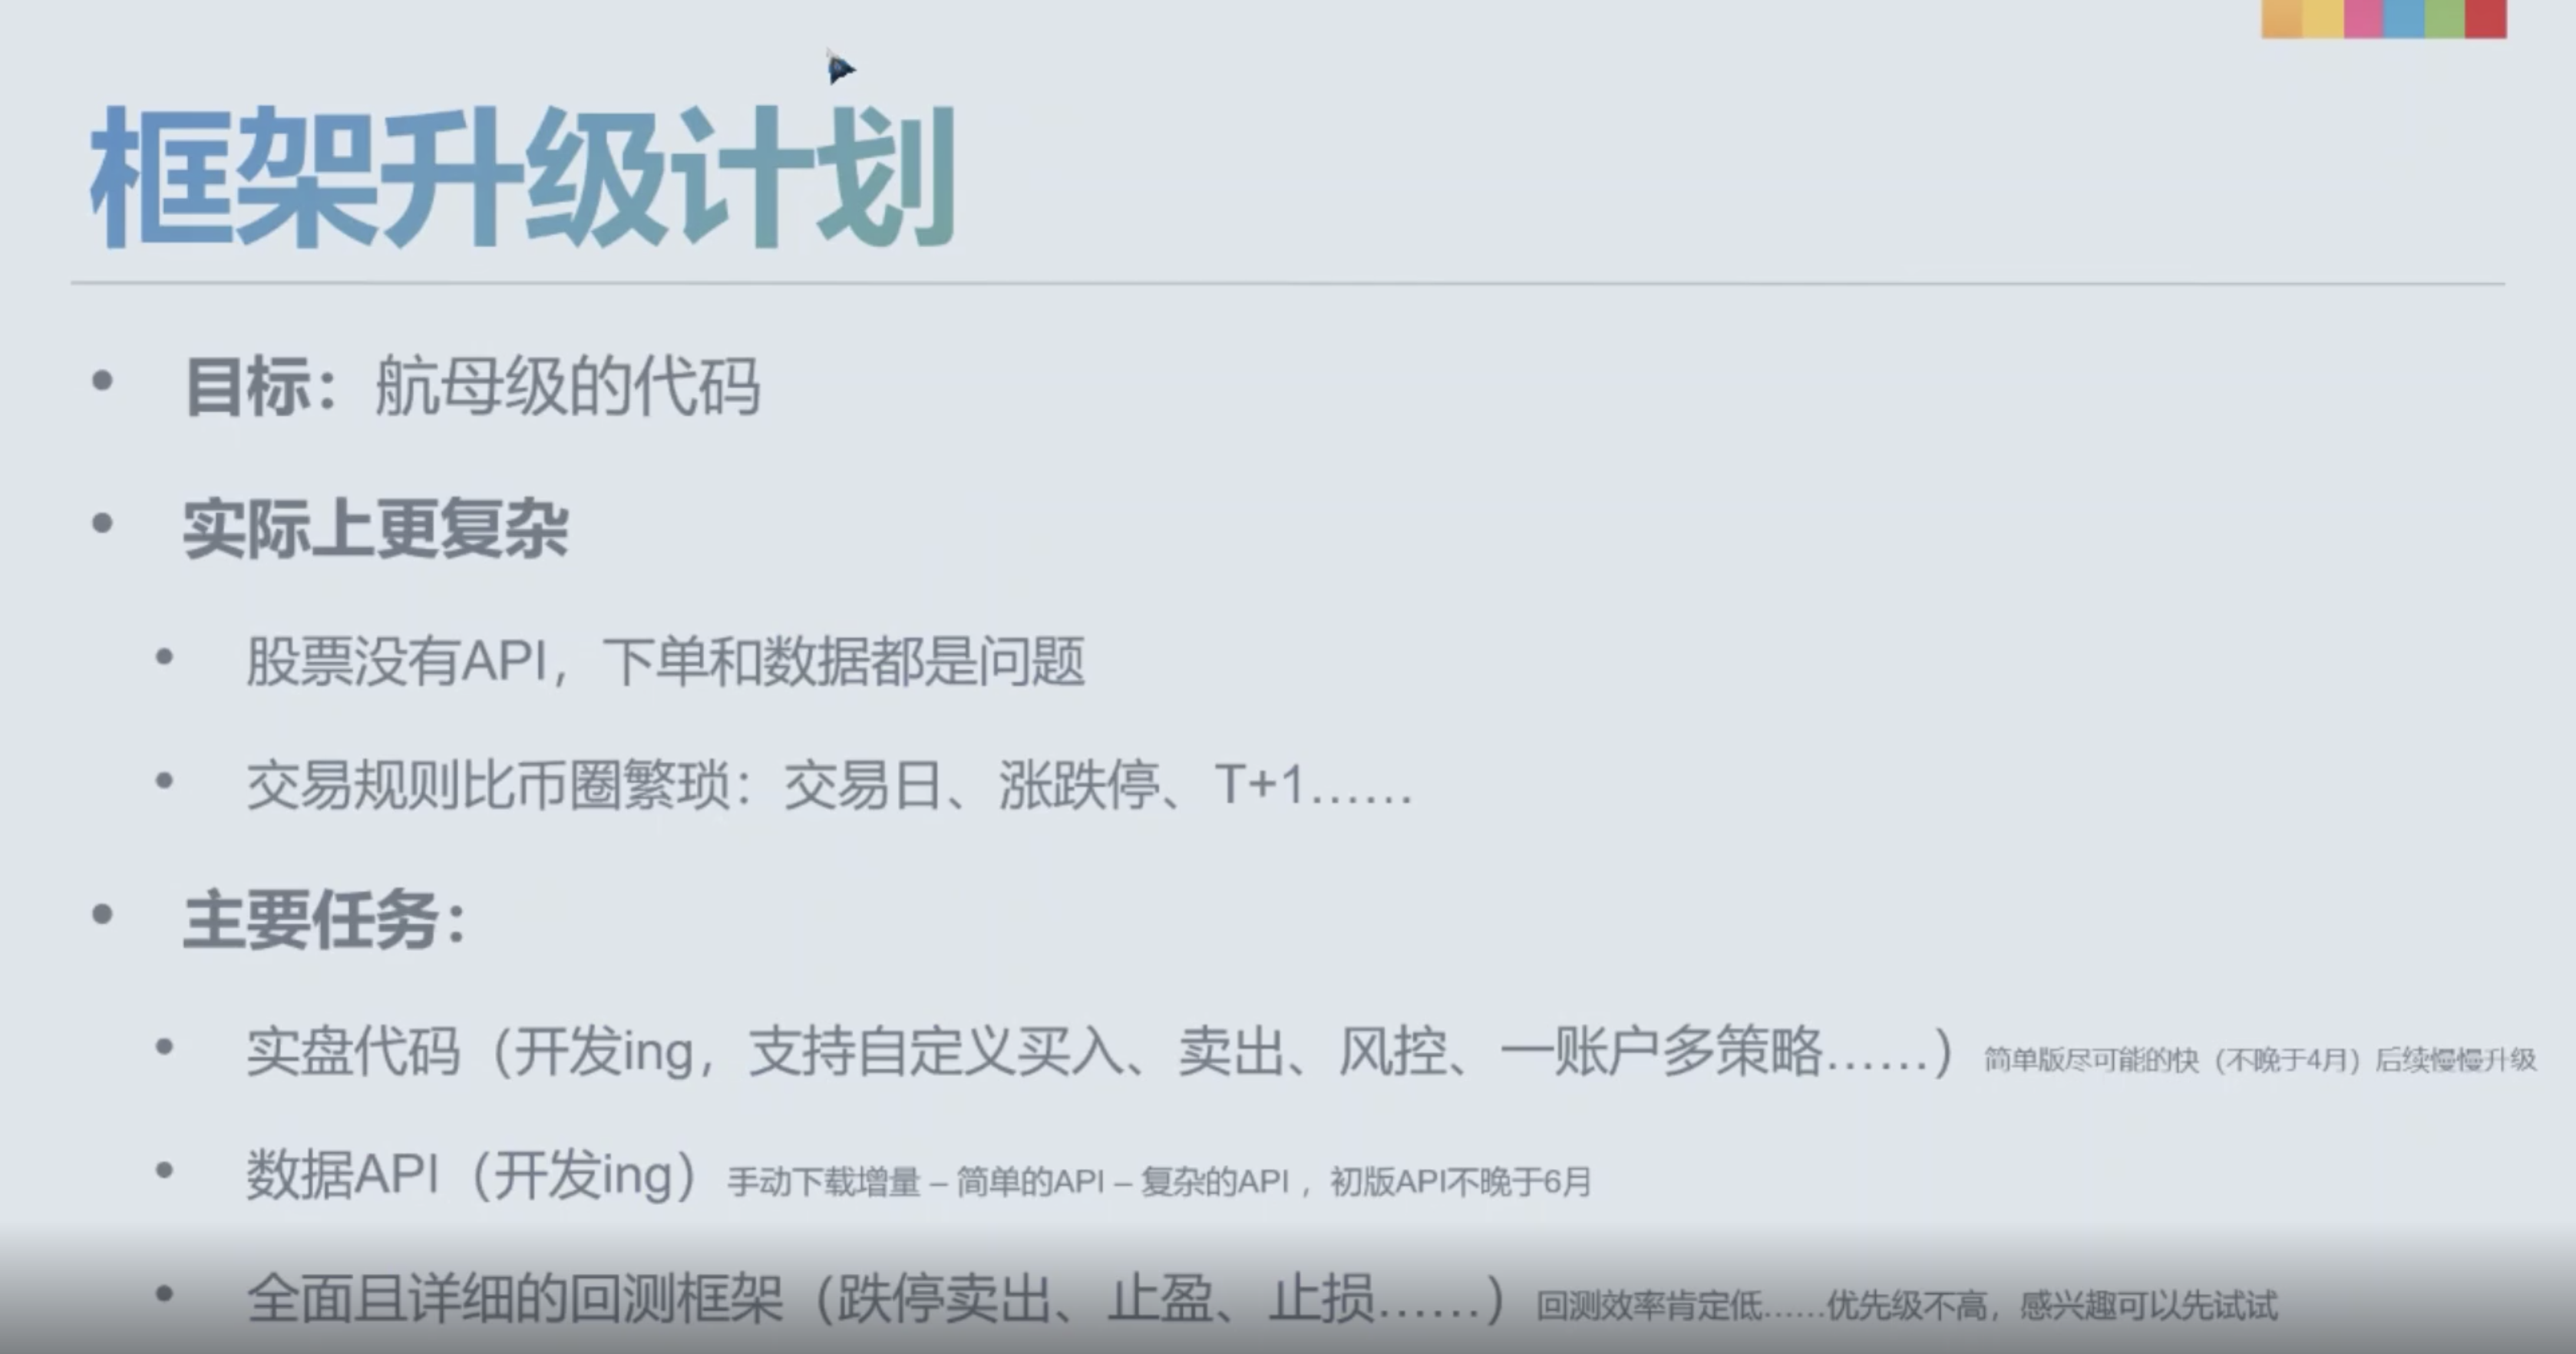 框架升级计划
目标：航母级的代码
实际上更复杂
股票没有API，下单和数据都是问题
交易规则比币圈繁琐：交易日、涨跌停、T+1……
主要任务：
实盘代码（开发ing，支持自定义买入、卖出、风控、一账户多策略……）简单版尽可能的快（不晚于4月）后续慢慢升级
数据API（开发ing）手动下载增量 – 简单的API – 复杂的API ，初版API不晚于6月
全面且详细的回测框架（跌停卖出、止盈、止损……）回测效率肯定低……优先级不高，感兴趣可以先试试